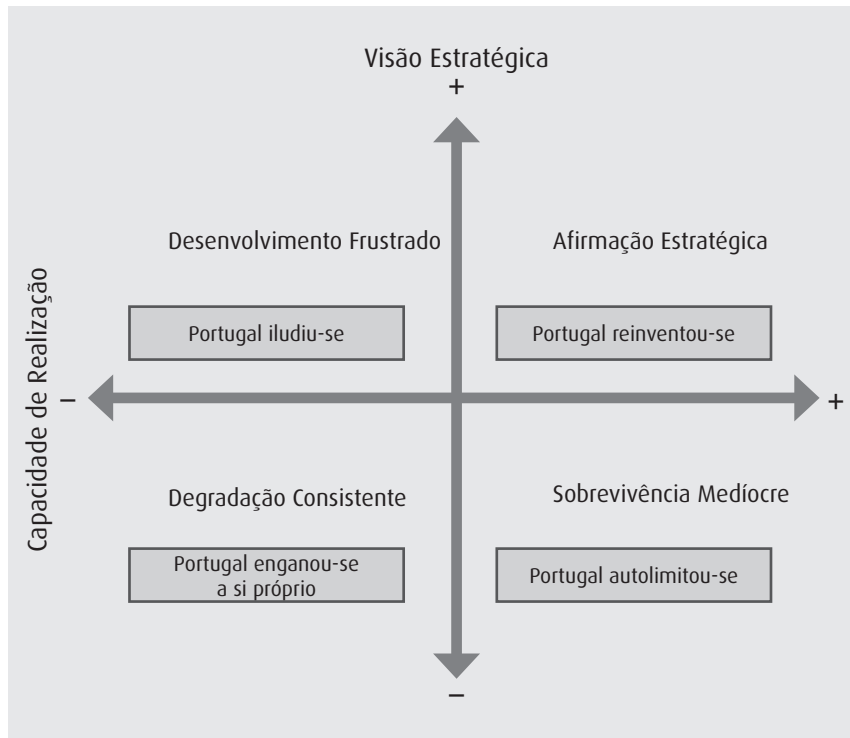 Visão Estratégica
+
Desenvolvimento Frustrado
Afirmação Estratégica
Portugal iludiu-se
Portugal reinventou-se
Capacidade de Realização
–
+
Degradação Consistente
Sobrevivência Medíocre
Portugal enganou-se
a si próprio
Portugal autolimitou-se
–